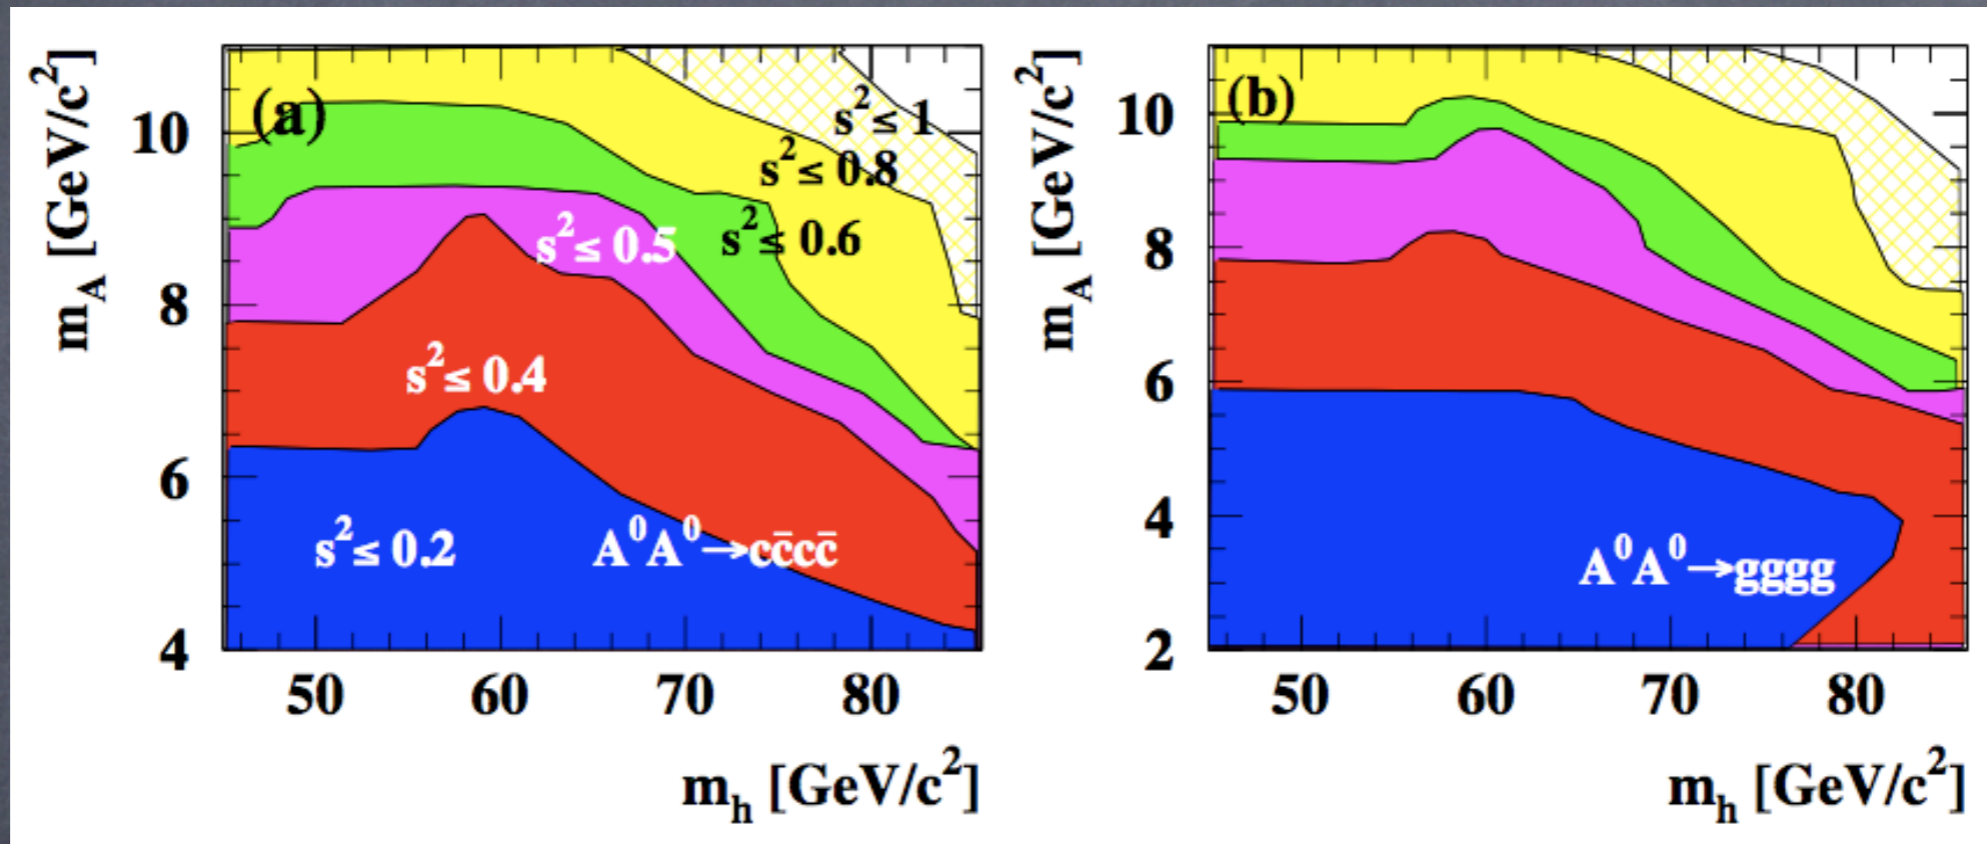 (a)
m_A [GeV/c²]
10
8
6
4
s² ≤ 1
s² ≤ 0.8
s² ≤ 0.6
s² ≤ 0.5
s² ≤ 0.4
s² ≤ 0.2
A⁰A⁰→cc̄cc̄
50 60 70 80
m_h [GeV/c²]
(b)
m_A [GeV/c²]
10
8
6
4
2
A⁰A⁰→gggg
50 60 70 80
m_h [GeV/c²]